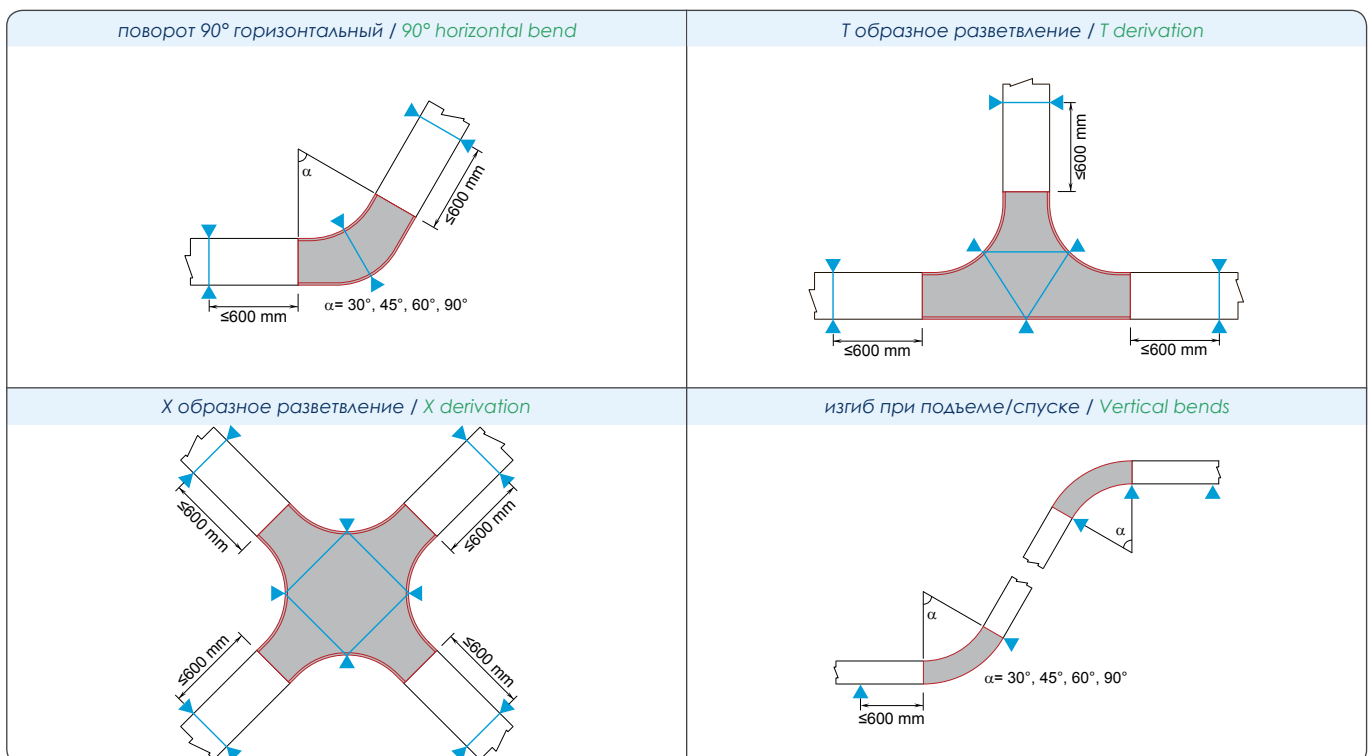 поворот 90° горизонтальный / 90° horizontal bend
α
≤600 mm
≤600 mm
α= 30°, 45°, 60°, 90°
Т образное разветвление / T derivation
≤600 mm
≤600 mm
≤600 mm
Х образное разветвление / X derivation
≤600 mm
≤600 mm
≤600 mm
≤600 mm
изгиб при подъеме/спуске / Vertical bends
α
α
α= 30°, 45°, 60°, 90°
≤600 mm